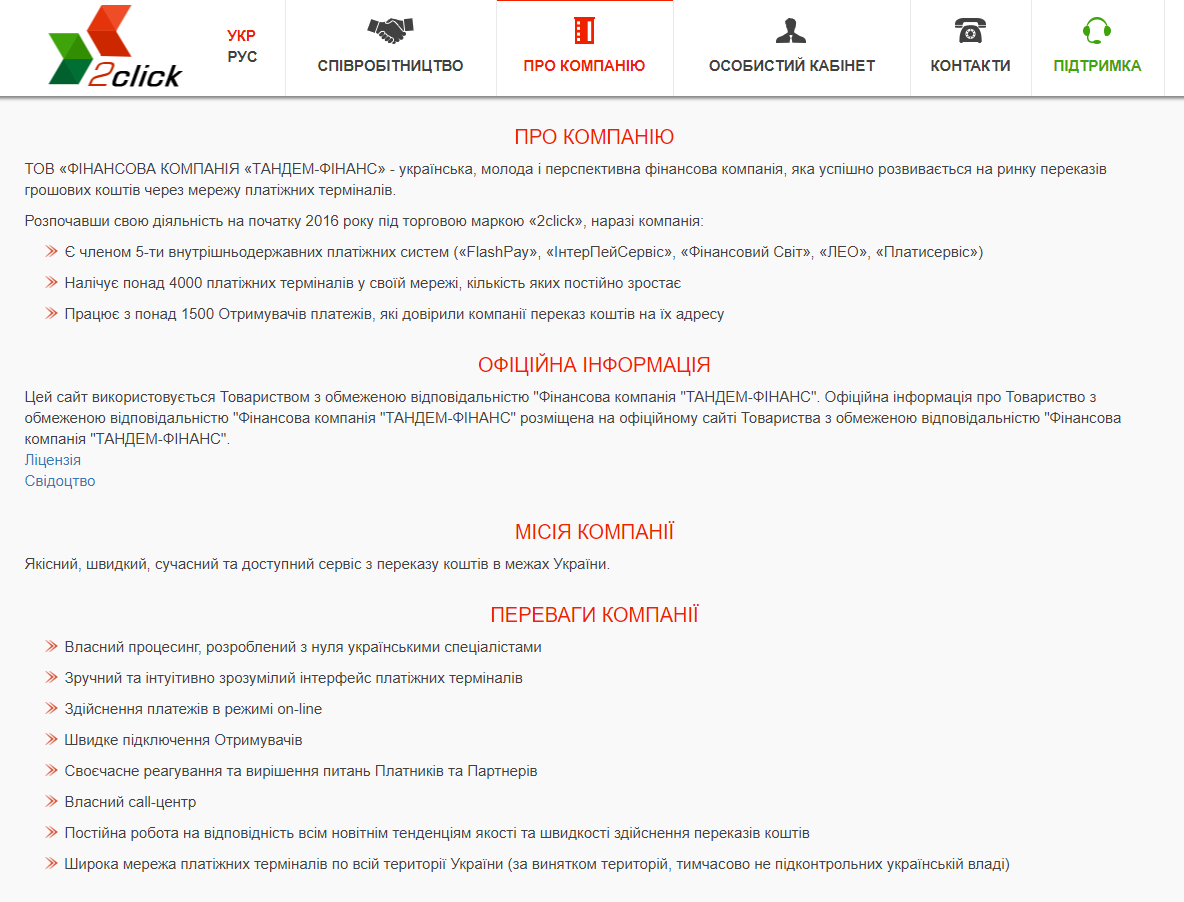 2click
УКР
РУС
СПІВРОБІТНИЦТВО
ПРО КОМПАНІЮ
ОСОБИСТИЙ КАБІНЕТ
КОНТАКТИ
ПІДТРИМКА
ПРО КОМПАНІЮ
ТОВ «ФІНАНСОВА КОМПАНІЯ «ТАНДЕМ-ФІНАНС» - українська, молода і перспективна фінансова компанія, яка успішно розвивається на ринку переказів
грошових коштів через мережу платіжних терміналів.
Розпочавши свою діяльність на початку 2016 року під торговою маркою «2click», наразі компанія:
Є членом 5-ти внутрішньодержавних платіжних систем («FlashPay», «ІнтерПейСервіс», «Фінансовий Світ», «ЛЕО», «Платисервіс»)
Налічує понад 4000 платіжних терміналів у своїй мережі, кількість яких постійно зростає
Працює з понад 1500 Отримувачів платежів, які довірили компанії переказ коштів на їх адресу
ОФІЦІЙНА ІНФОРМАЦІЯ
Цей сайт використовується Товариством з обмеженою відповідальністю "Фінансова компанія "ТАНДЕМ-ФІНАНС". Офіційна інформація про Товариство з
обмеженою відповідальністю "Фінансова компанія "ТАНДЕМ-ФІНАНС" розміщена на офіційному сайті Товариства з обмеженою відповідальністю "Фінансова
компанія "ТАНДЕМ-ФІНАНС".
Ліцензія
Свідоцтво
МІСІЯ КОМПАНІЇ
Якісний, швидкий, сучасний та доступний сервіс з переказу коштів в межах України.
ПЕРЕВАГИ КОМПАНІЇ
Власний процесинг, розроблений з нуля українськими спеціалістами
Зручний та інтуітивно зрозумілий інтерфейс платіжних терміналів
Здійснення платежів в режимі on-line
Швидке підключення Отримувачів
Своєчасне реагування та вирішення питань Платників та Партнерів
Власний call-центр
Постійна робота на відповідність всім новітнім тенденціям якості та швидкості здійснення переказів коштів
Широка мережа платіжних терміналів по всій території України (за винятком територій, тимчасово не підконтрольних українській владі)